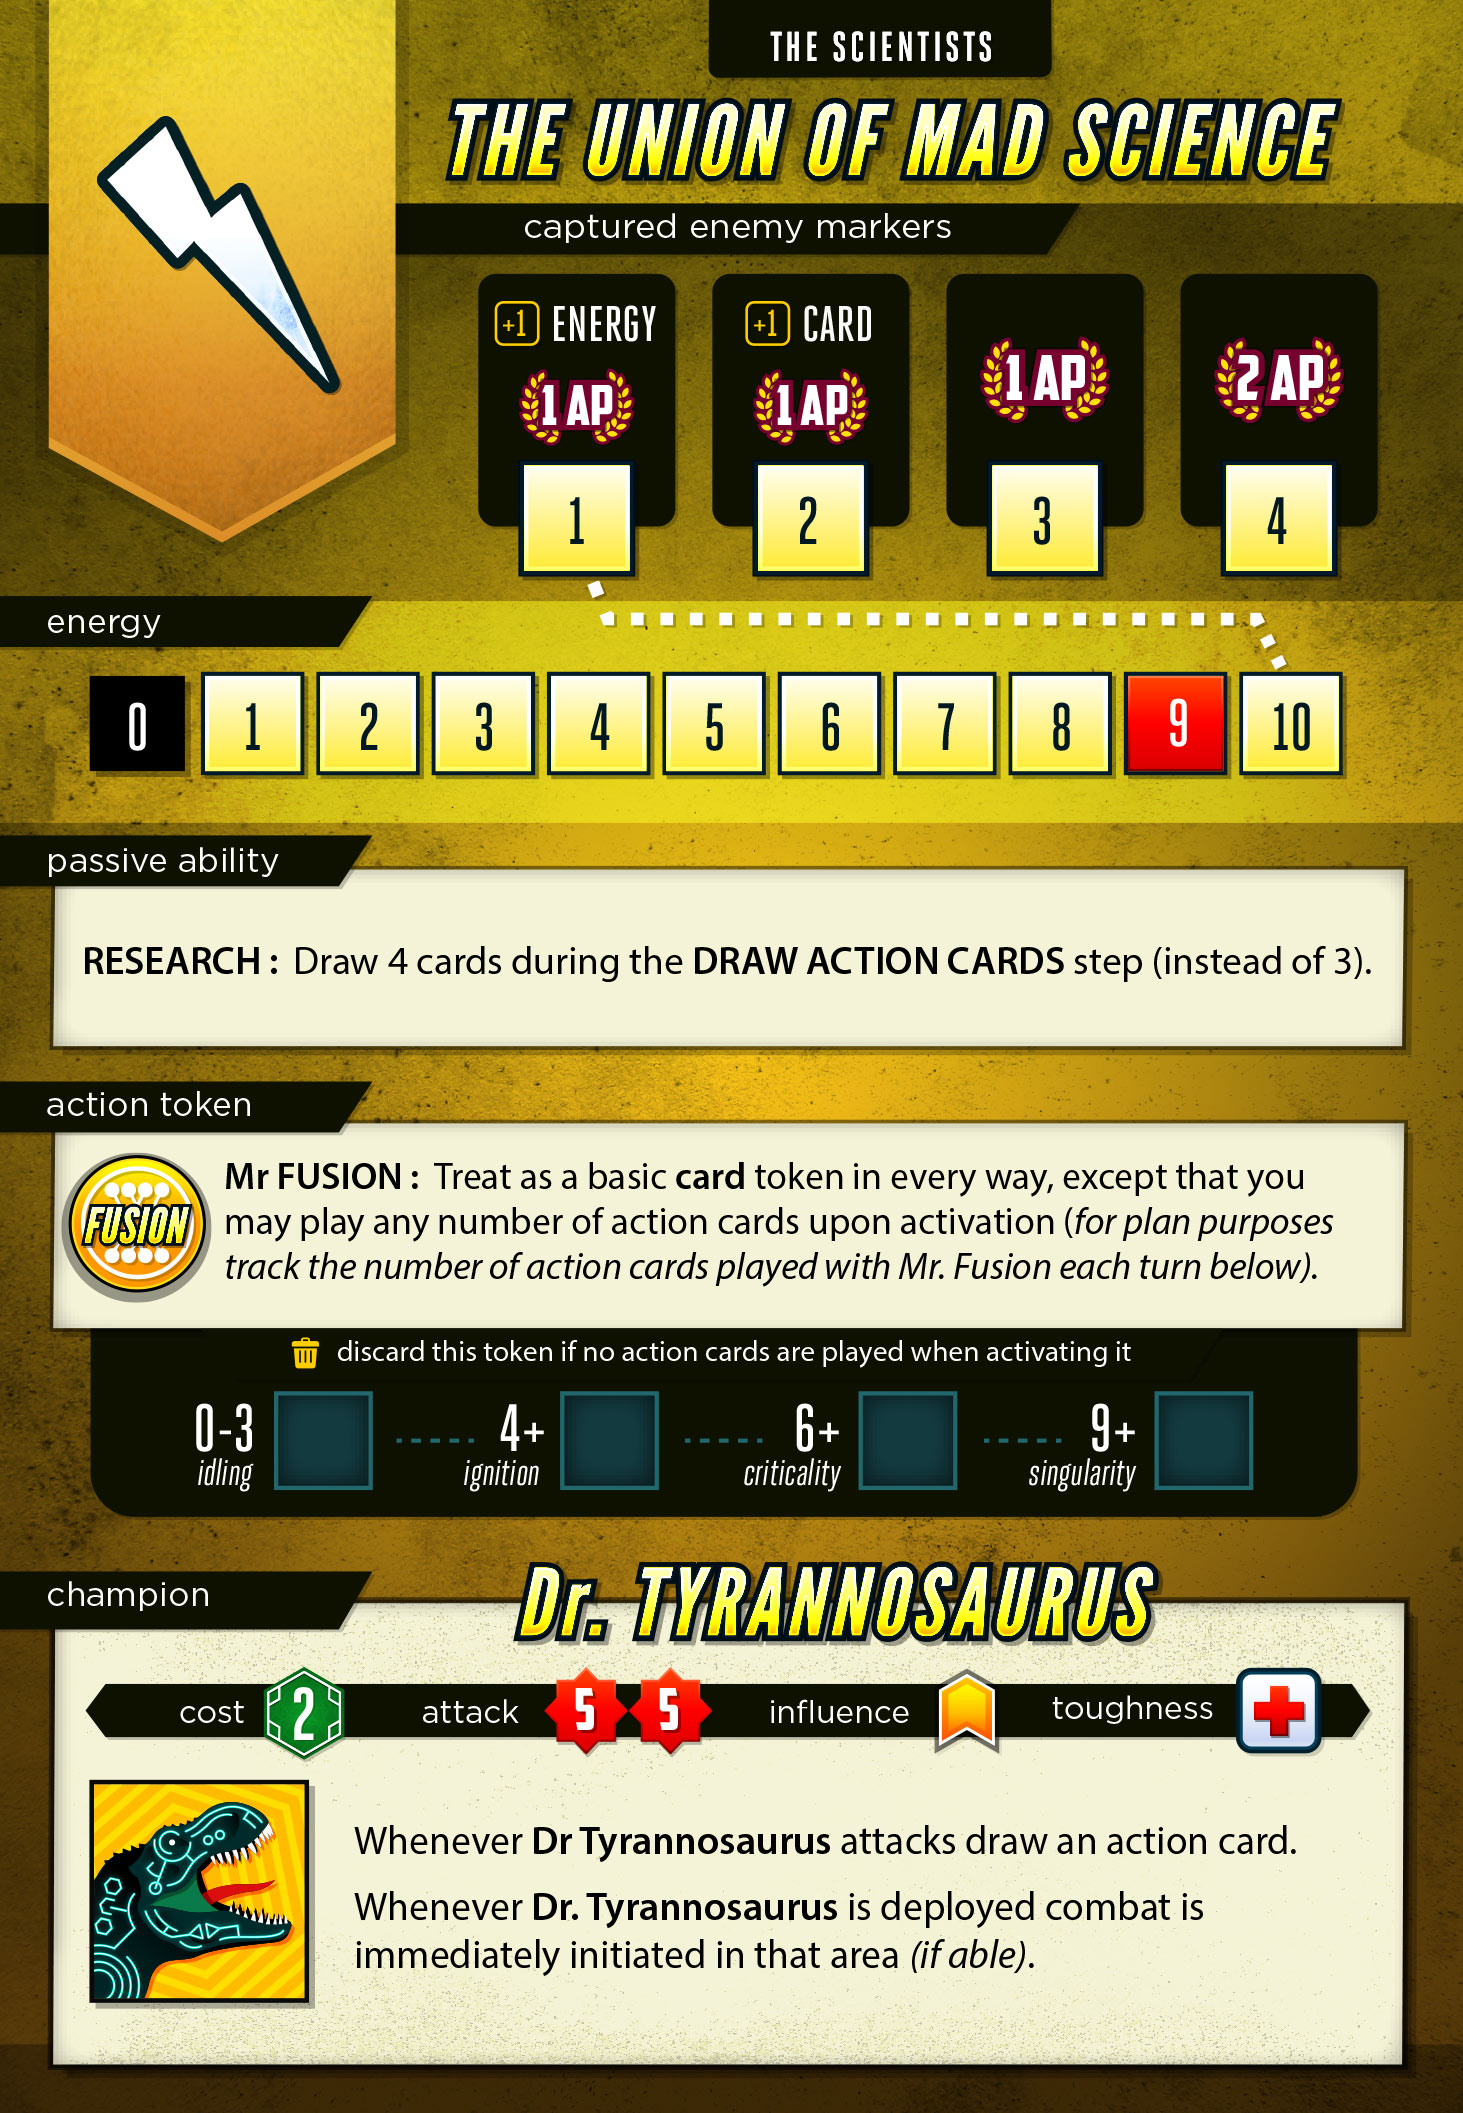 THE SCIENTISTS
THE UNION OF MAD SCIENCE
captured enemy markers
+1 ENERGY
1 AP
1
+1 CARD
1 AP
2
1 AP
3
2 AP
4
energy
0 1 2 3 4 5 6 7 8 9 10
passive ability
RESEARCH : Draw 4 cards during the DRAW ACTION CARDS step (instead of 3).
action token
FUSION
Mr FUSION : Treat as a basic card token in every way, except that you
may play any number of action cards upon activation (for plan purposes
track the number of action cards played with Mr. Fusion each turn below).
discard this token if no action cards are played when activating it
0-3
idling
4+
ignition
6+
criticality
9+
singularity
champion
Dr. TYRANNOSAURUS
cost 2 attack 5 5 influence toughness
Whenever Dr Tyrannosaurus attacks draw an action card.
Whenever Dr. Tyrannosaurus is deployed combat is
immediately initiated in that area (if able).